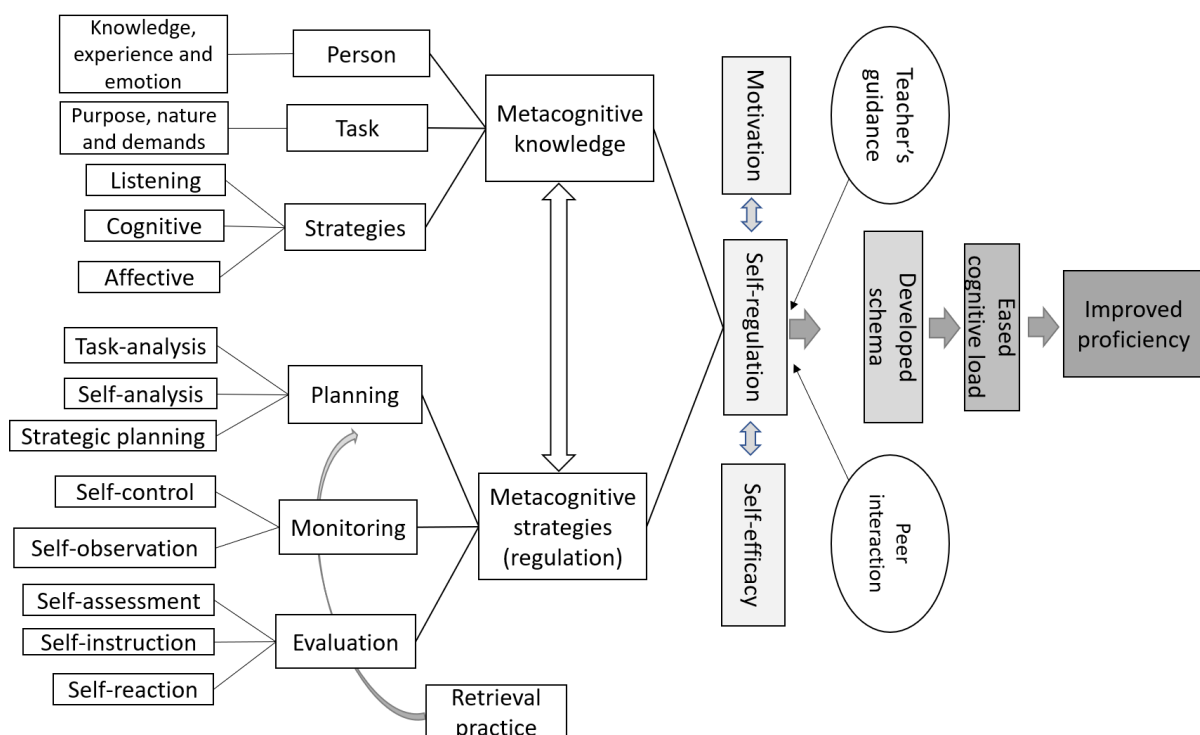 Knowledge,
experience and
emotion
Person
Purpose, nature
and demands
Task
Listening
Cognitive
Affective
Strategies
Metacognitive
knowledge
Task-analysis
Self-analysis
Strategic planning
Planning
Self-control
Self-observation
Monitoring
Self-assessment
Self-instruction
Self-reaction
Evaluation
Retrieval
practice
Metacognitive
strategies
(regulation)
Motivation
Self-regulation
Self-efficacy
Teacher's
guidance
Peer
interaction
Developed
schema
Eased
cognitive load
Improved
proficiency